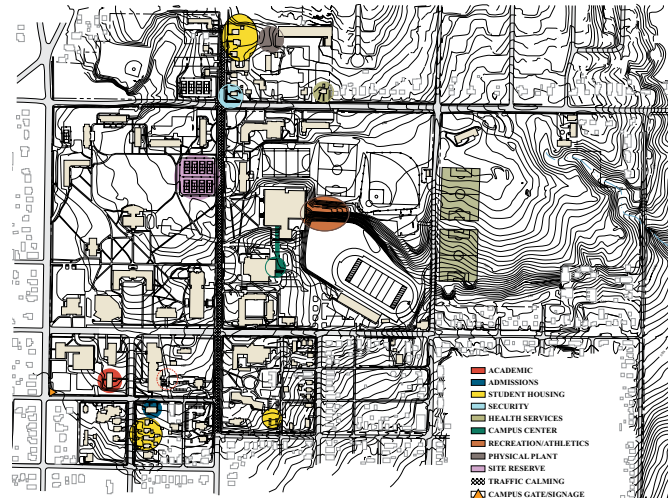 ACADEMIC
ADMISSIONS
STUDENT HOUSING
SECURITY
HEALTH SERVICES
CAMPUS CENTER
RECREATION/ATHLETICS
PHYSICAL PLANT
SITE RESERVE
TRAFFIC CALMING
CAMPUS GATE/SIGNAGE